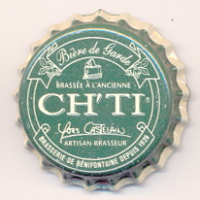 Bière de Garde
BRASSÉE À L'ANCIENNE
CH'TI
Yves Castelain
ARTISAN-BRASSEUR
BRASSERIE DE BÉNIFONTAINE DEPUIS 1926